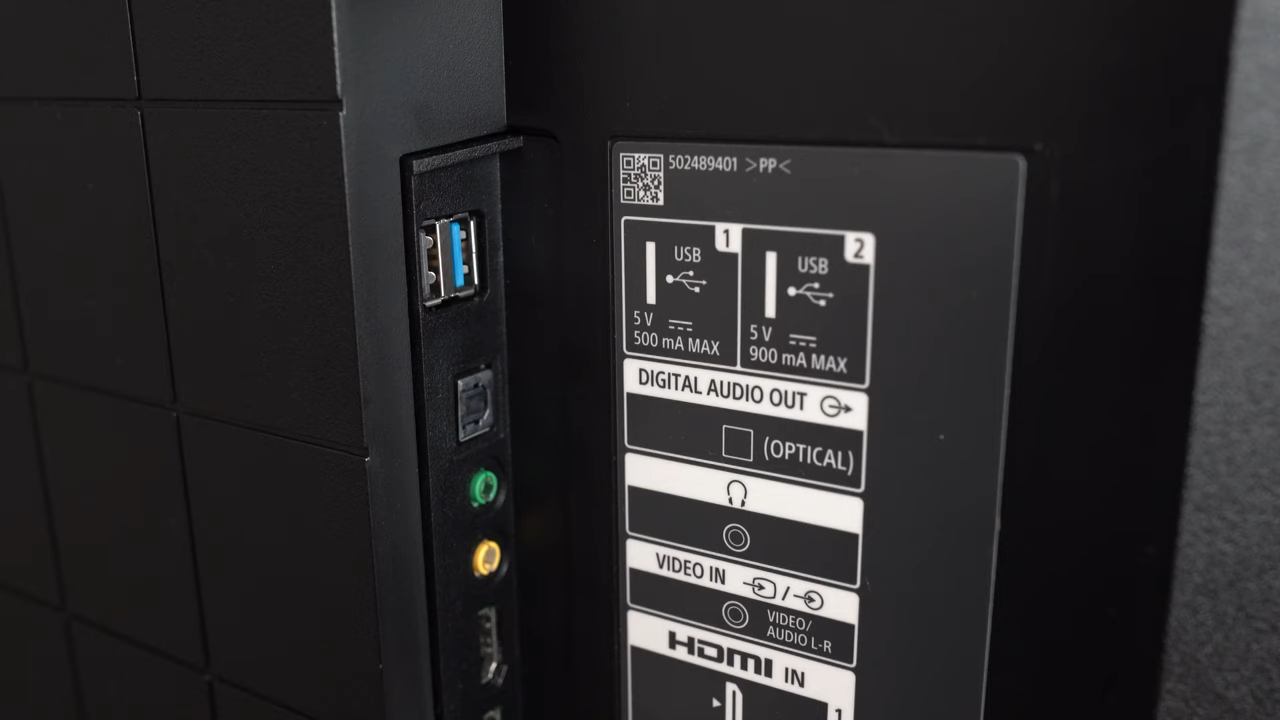 502489401 >PP<
1
USB
5 V
500 mA MAX
2
USB
5 V
900 mA MAX
DIGITAL AUDIO OUT
(OPTICAL)
VIDEO IN
/
VIDEO/
AUDIO L-R
HDMI IN
1